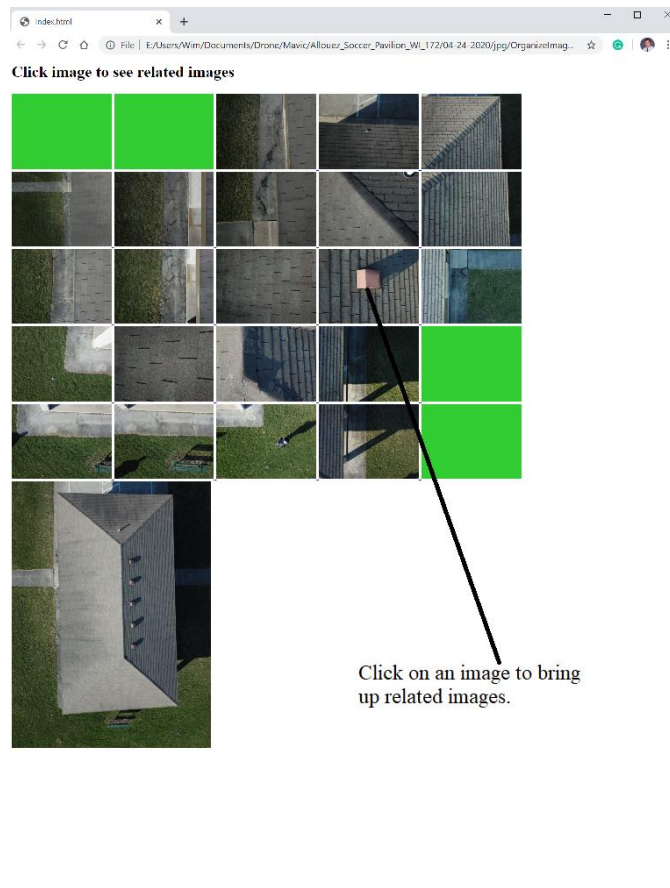 Index.html
File | E:/Users/Wim/Documents/Drone/Mavic/Allouez_Soccer_Pavilion_WI_172/04-24-2020/jpg/OrganizeImag...
Click image to see related images
Click on an image to bring
up related images.